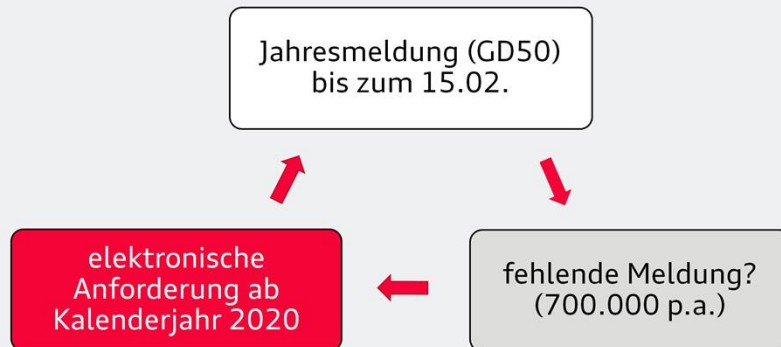 Jahresmeldung (GD50)
bis zum 15.02.
elektronische
Anforderung ab
Kalenderjahr 2020
fehlende Meldung?
(700.000 p.a.)